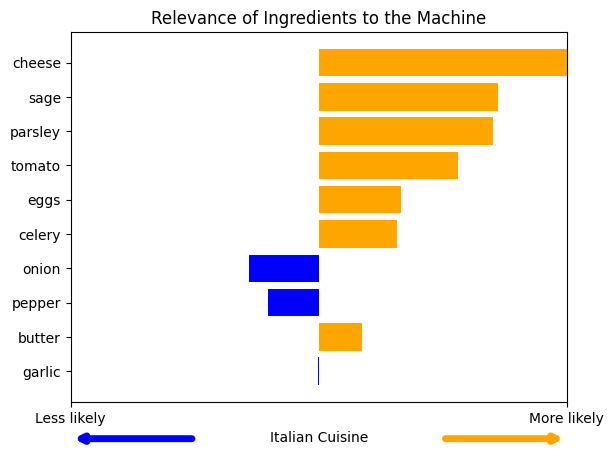 Relevance of Ingredients to the Machine
cheese
sage
parsley
tomato
eggs
celery
onion
pepper
butter
garlic
Less likely
More likely
Italian Cuisine